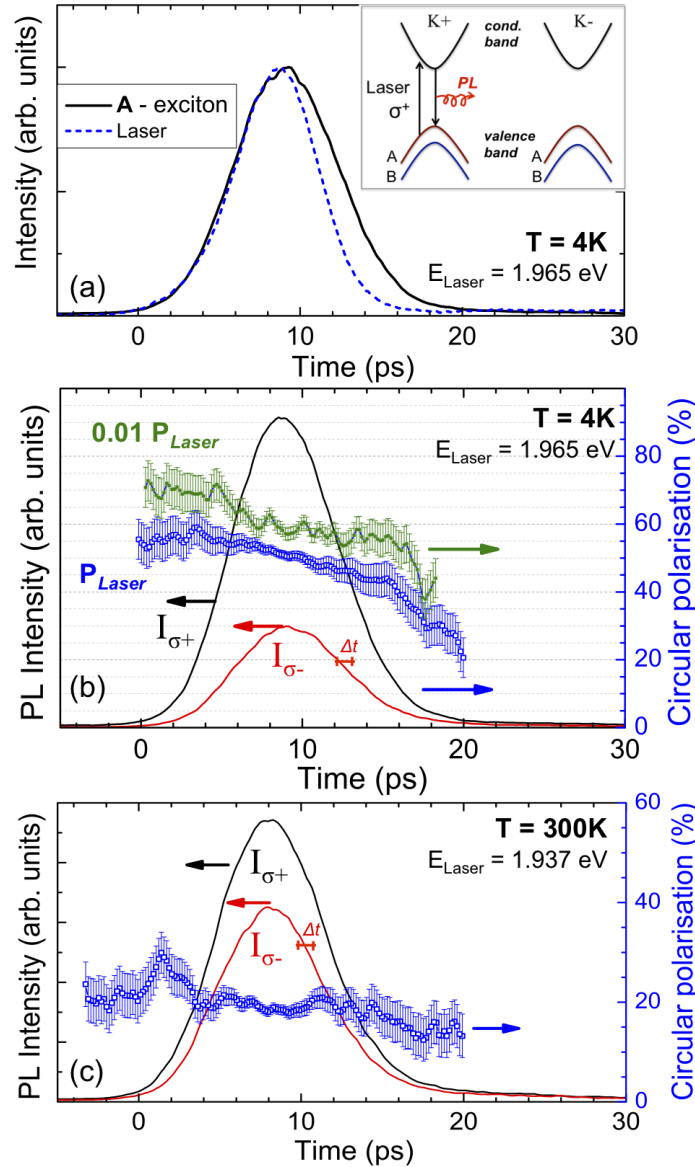 Intensity (arb. units)
A - exciton
Laser
K+
cond.
band
K-
Laser
σ⁺
PL
valence
band
A
B
A
B
T = 4K
E_Laser = 1.965 eV
(a)
0 10 20 30
Time (ps)
PL Intensity (arb. units)
0.01 P_Laser
T = 4K
E_Laser = 1.965 eV
P_Laser
I_σ+
I_σ-
Δt
(b)
0 20 40 60 80
Circular polarisation (%)
0 10 20 30
Time (ps)
PL Intensity (arb. units)
T = 300K
E_Laser = 1.937 eV
I_σ+
I_σ-
Δt
(c)
0 10 20 30 40 50 60
Circular polarisation (%)
0 10 20 30
Time (ps)